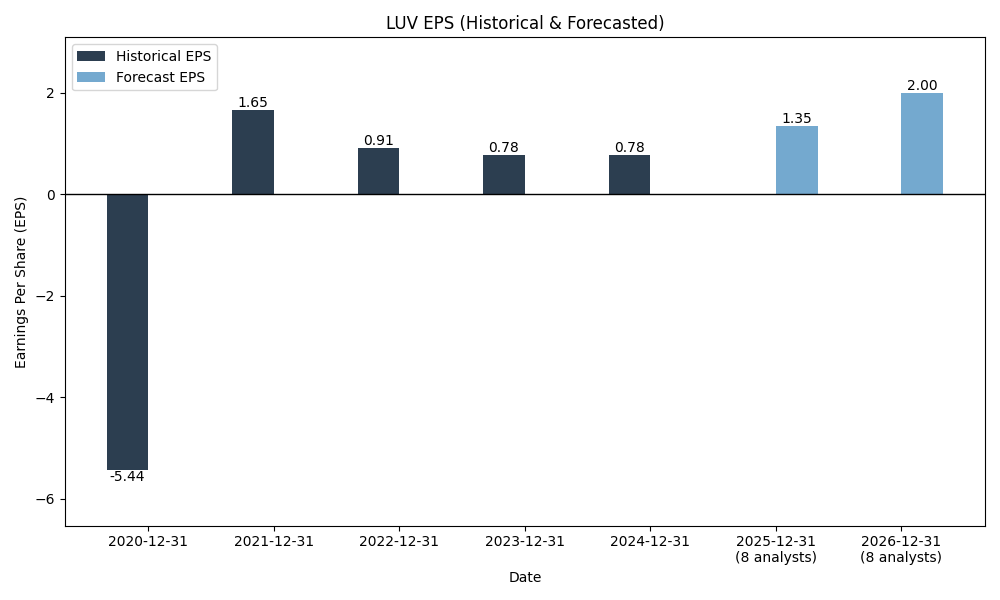 LUV EPS (Historical & Forecasted)
Historical EPS
Forecast EPS
Earnings Per Share (EPS)
2
0
−2
−4
−6
-5.44
1.65
0.91
0.78
0.78
1.35
2.00
2020-12-31
2021-12-31
2022-12-31
2023-12-31
2024-12-31
2025-12-31
(8 analysts)
2026-12-31
(8 analysts)
Date